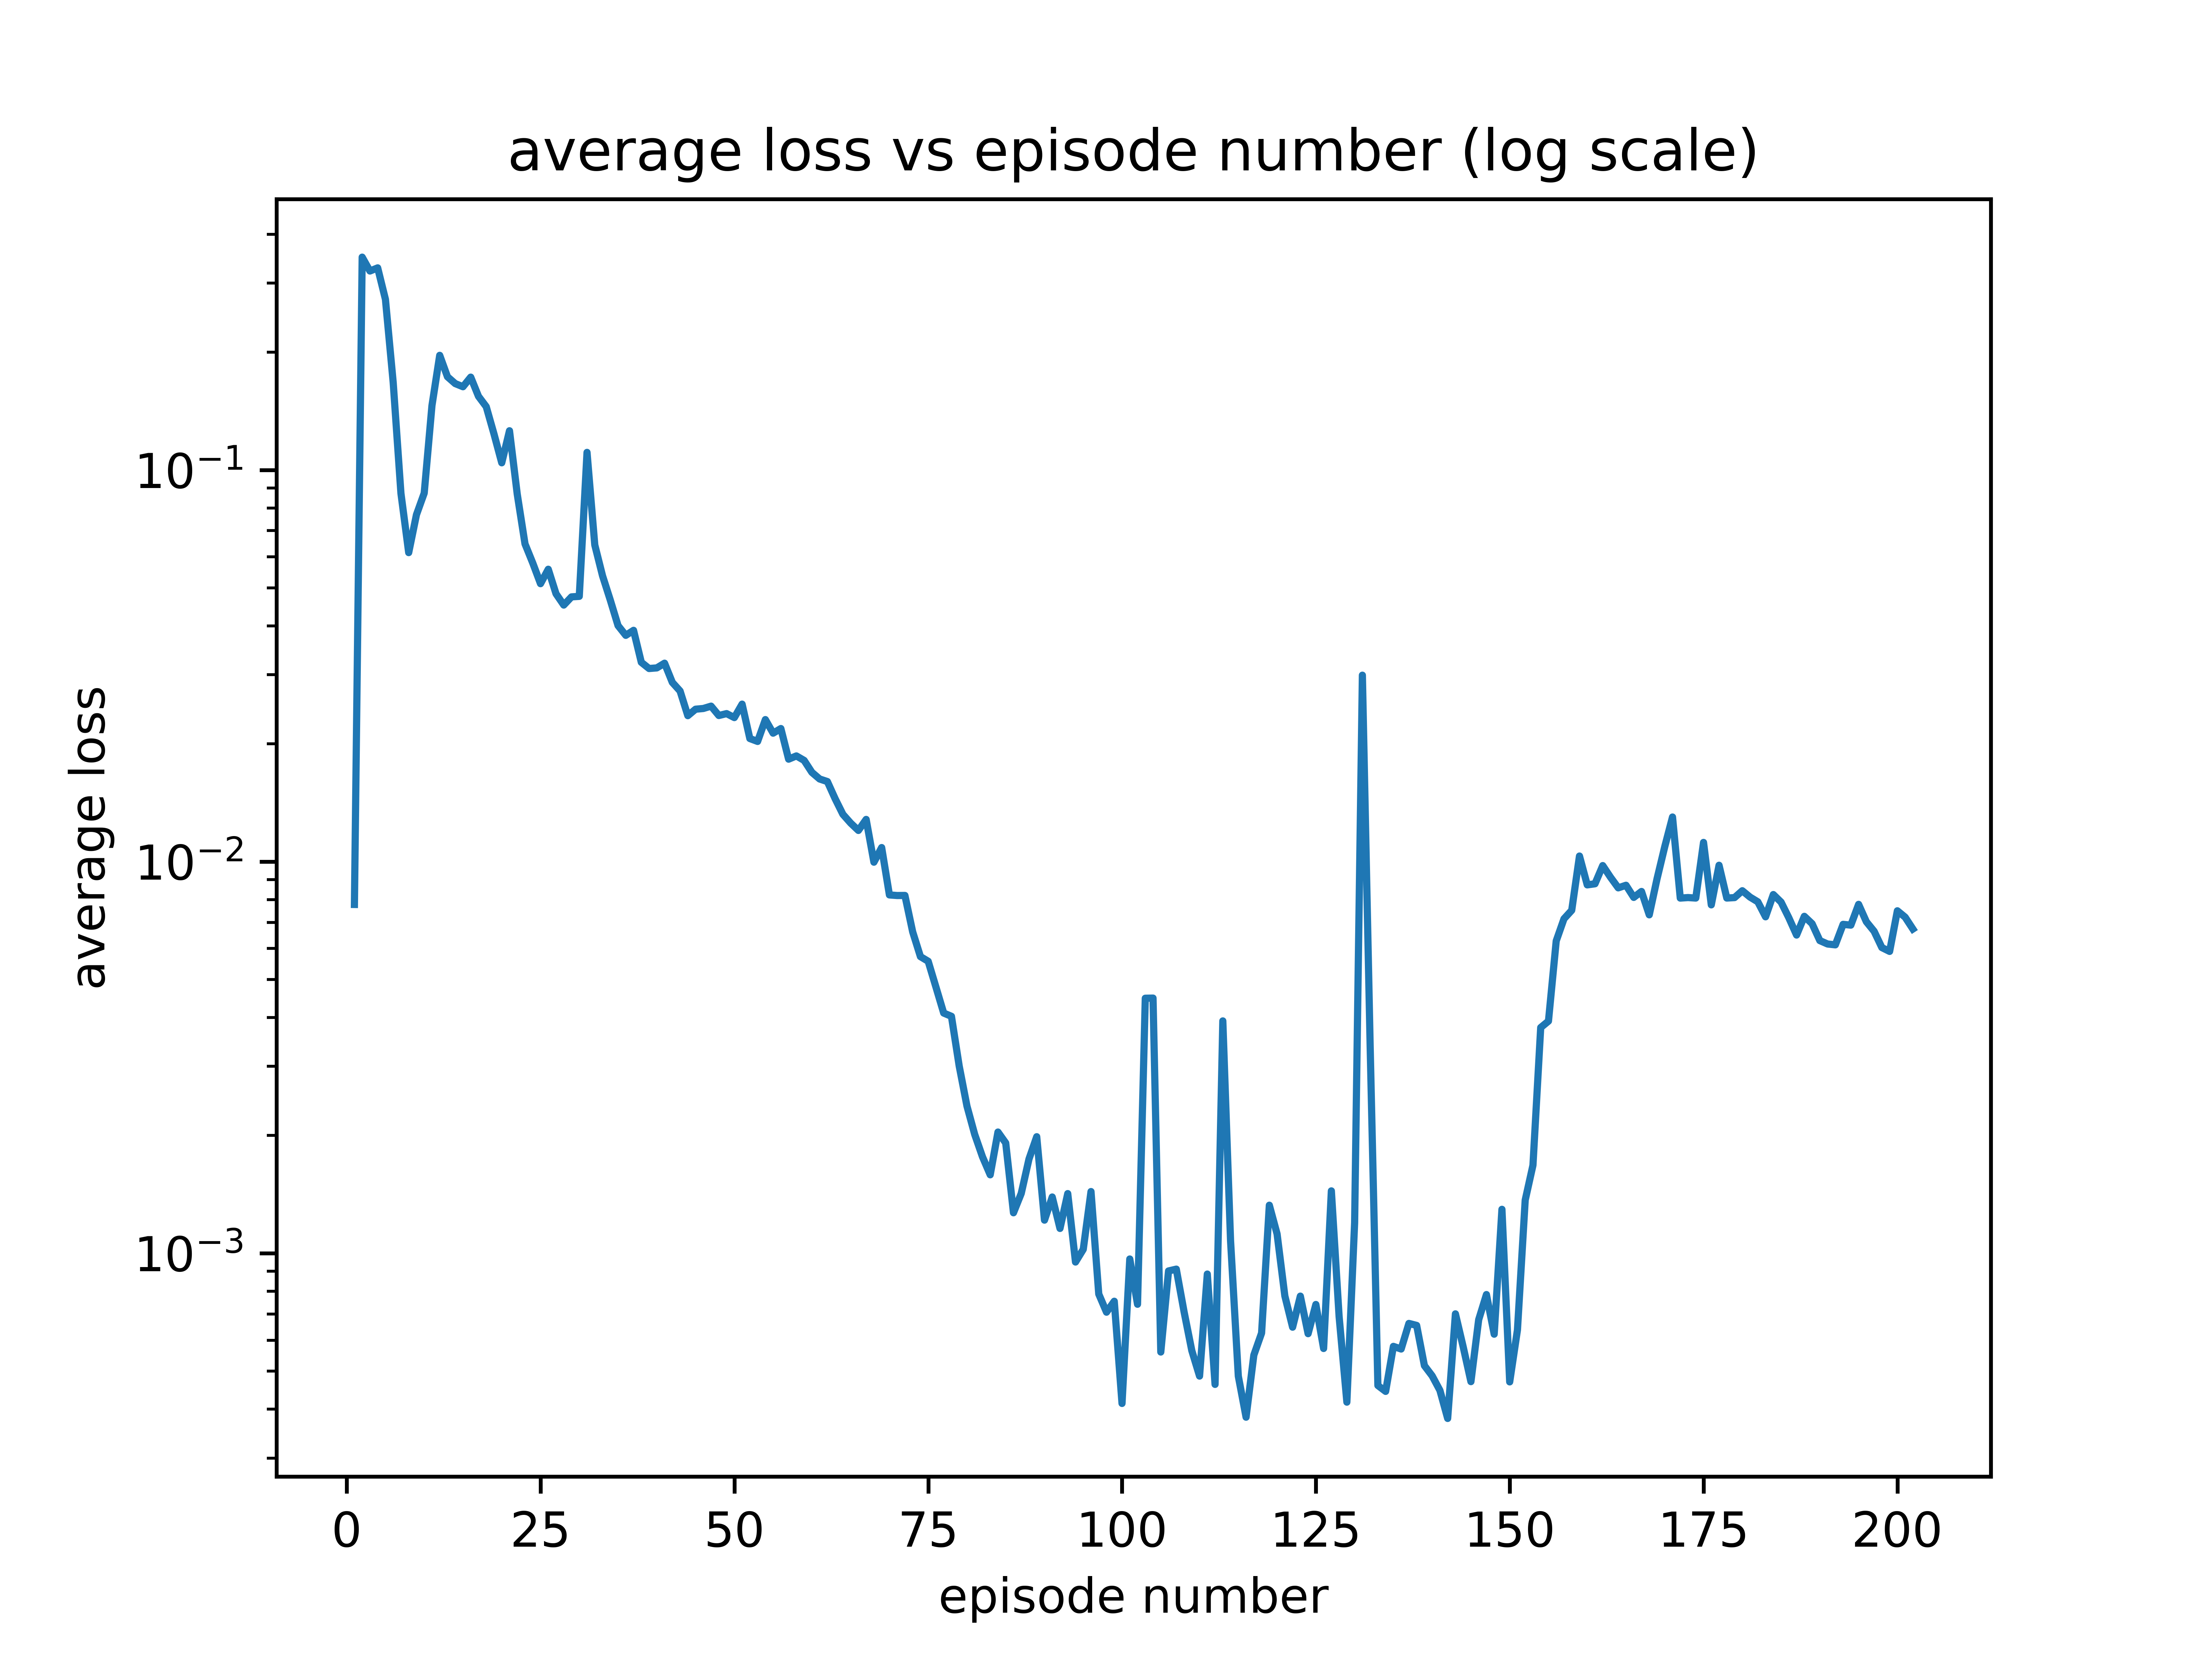 average loss vs episode number (log scale)
average loss
10⁻¹
10⁻²
10⁻³
0 25 50 75 100 125 150 175 200
episode number